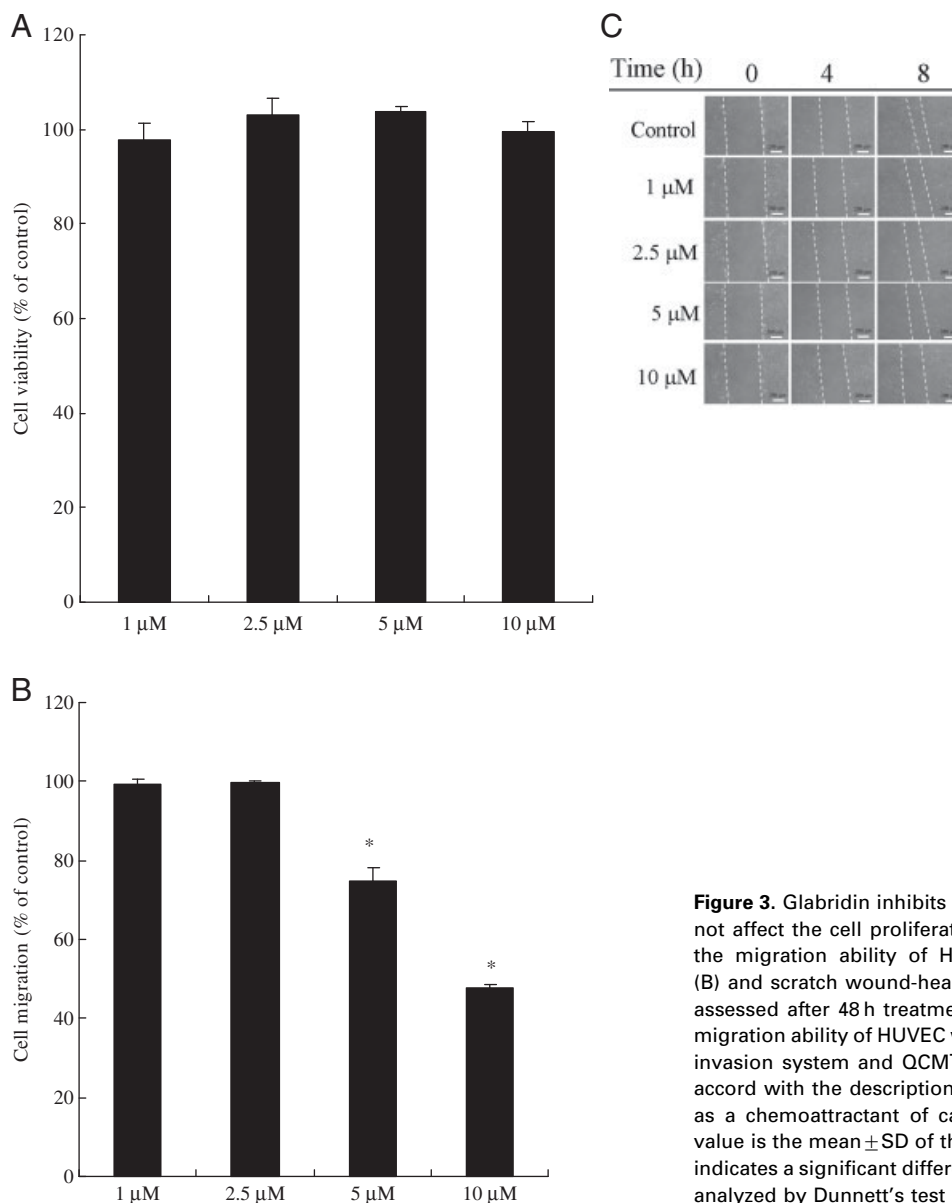 A
120
100
80
60
40
20
0
Cell viability (% of control)
1 μM 2.5 μM 5 μM 10 μM
B
120
100
80
60
40
20
0
Cell migration (% of control)
*
*
1 μM 2.5 μM 5 μM 10 μM
C
Time (h) 0 4 8
Control
1 μM
2.5 μM
5 μM
10 μM
Figure 3. Glabridin inhibits
not affect the cell proliferat
the migration ability of H
(B) and scratch wound-hea
assessed after 48 h treatme
migration ability of HUVEC
invasion system and QCM
accord with the description
as a chemoattractant of ca
value is the mean ± SD of th
indicates a significant differ
analyzed by Dunnett's test